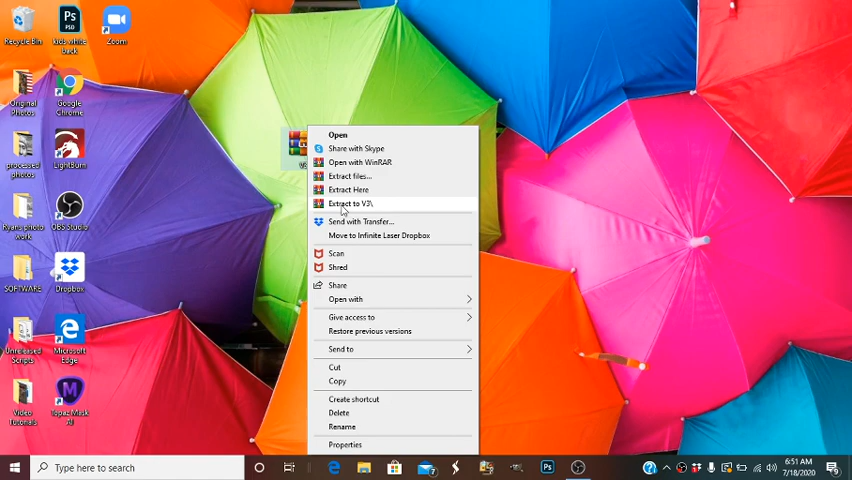 Recycle Bin
Ps
PSD
kids white
back
Zoom
Original
Photos
Google
Chrome
processed
photos
LightBurn
Ryans photo
work
OBS Studio
SOFTWARE
Dropbox
Unreleased
Scripts
Microsoft
Edge
Video
Tutorials
Topaz Mask
AI
Open
Share with Skype
Open with WinRAR
Extract files...
Extract Here
Extract to V3\
Send with Transfer...
Move to Infinite Laser Dropbox
Scan
Shred
Share
Open with
Give access to
Restore previous versions
Send to
Cut
Copy
Create shortcut
Delete
Rename
Properties
Type here to search
7
Ps
6:51 AM
7/18/2020